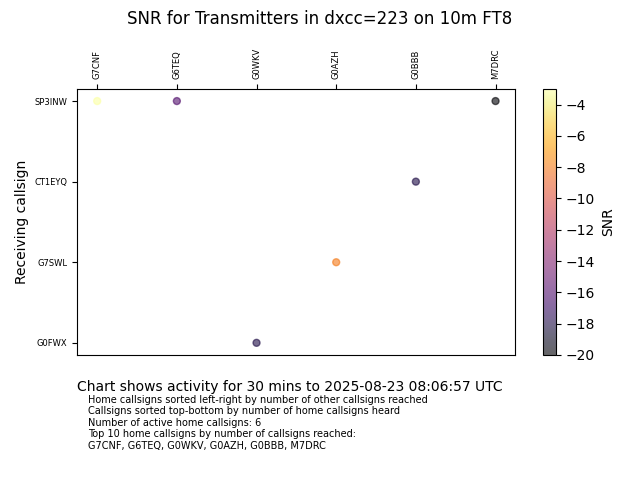 SNR for Transmitters in dxcc=223 on 10m FT8
G7CNF G6TEQ G0WKV G0AZH G0BBB M7DRC
SP3INW
CT1EYQ
G7SWL
G0FWX
Receiving callsign
−4
−6
−8
−10
−12
−14
−16
−18
−20
SNR
Chart shows activity for 30 mins to 2025-08-23 08:06:57 UTC
Home callsigns sorted left-right by number of other callsigns reached
Callsigns sorted top-bottom by number of home callsigns heard
Number of active home callsigns: 6
Top 10 home callsigns by number of callsigns reached:
G7CNF, G6TEQ, G0WKV, G0AZH, G0BBB, M7DRC